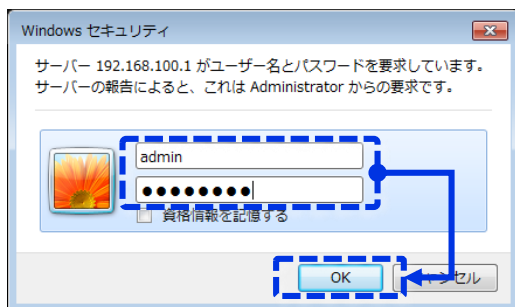 Windows セキュリティ
サーバー 192.168.100.1 がユーザー名とパスワードを要求しています。
サーバーの報告によると、これは Administrator からの要求です。
admin
●●●●●●●●
資格情報を記憶する
OK
キャンセル